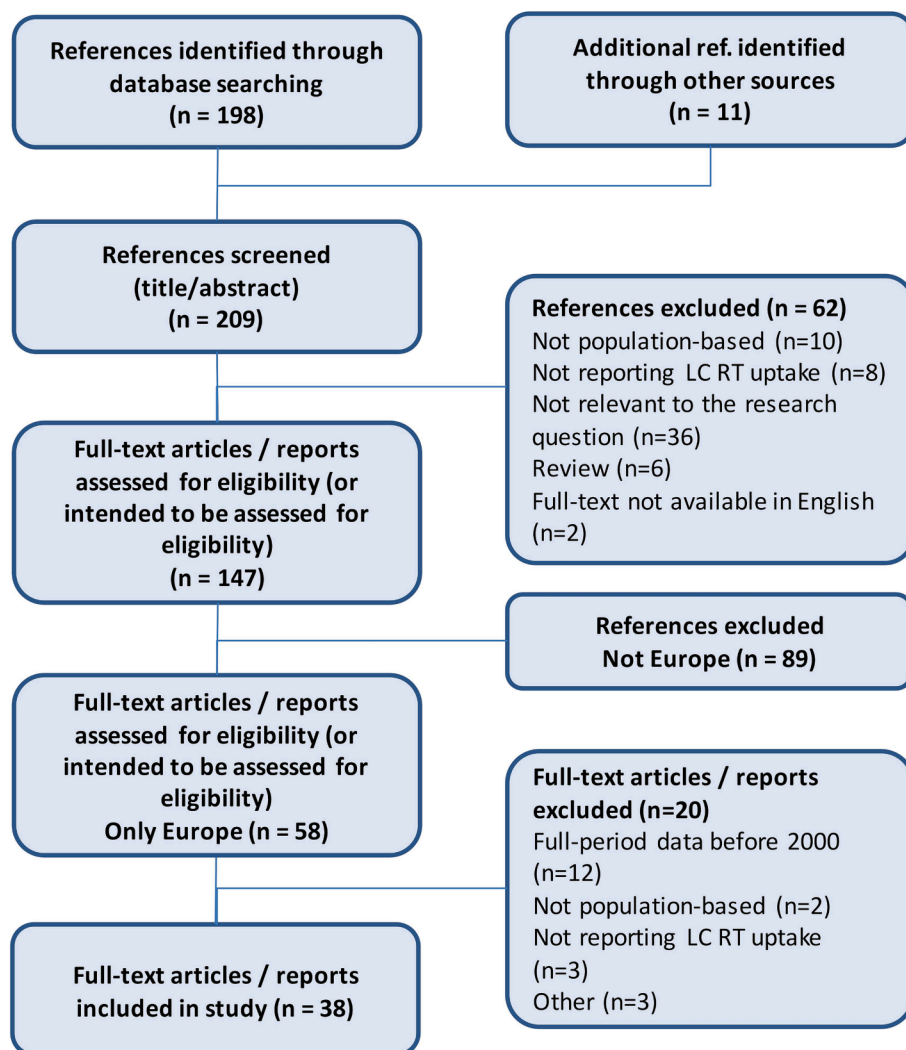 References identified through
database searching
(n = 198)
Additional ref. identified
through other sources
(n = 11)
References screened
(title/abstract)
(n = 209)
References excluded (n = 62)
Not population-based (n=10)
Not reporting LC RT uptake (n=8)
Not relevant to the research
question (n=36)
Review (n=6)
Full-text not available in English
(n=2)
Full-text articles / reports
assessed for eligibility (or
intended to be assessed for
eligibility)
(n = 147)
References excluded
Not Europe (n = 89)
Full-text articles / reports
assessed for eligibility (or
intended to be assessed for
eligibility)
Only Europe (n = 58)
Full-text articles / reports
excluded (n=20)
Full-period data before 2000
(n=12)
Not population-based (n=2)
Not reporting LC RT uptake
(n=3)
Other (n=3)
Full-text articles / reports
included in study (n = 38)